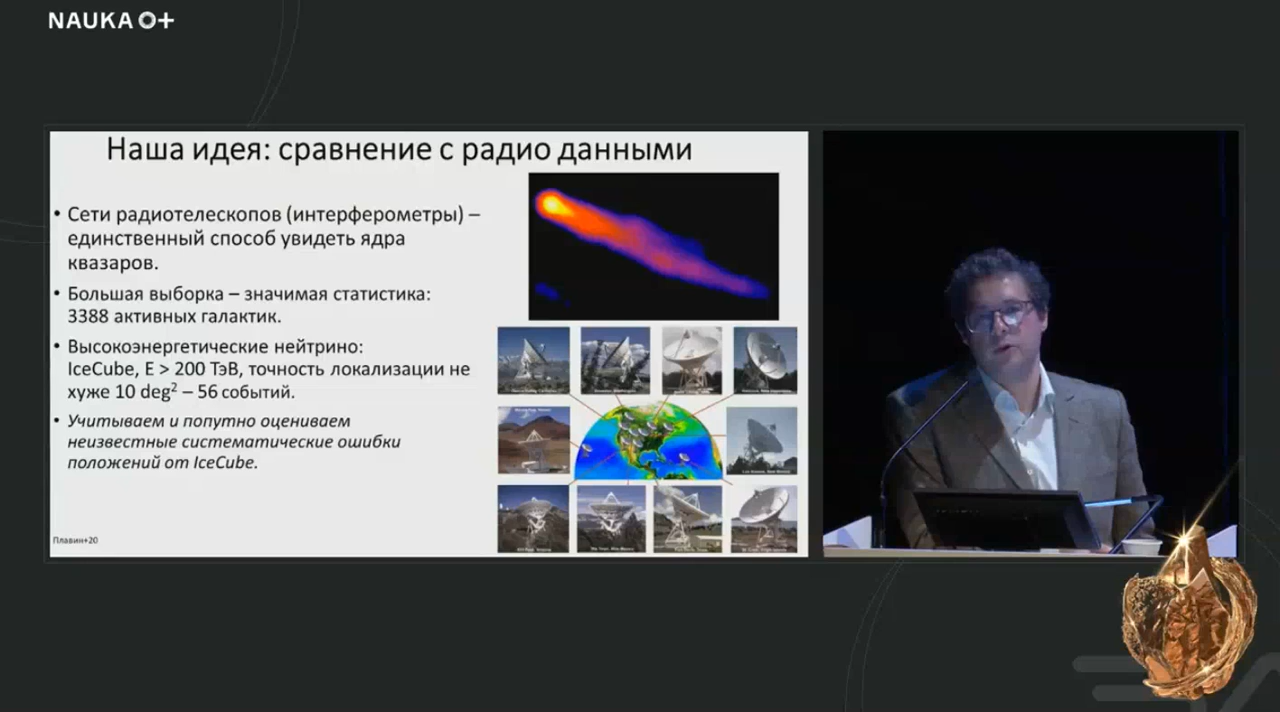 NAUKA O+
Наша идея: сравнение с радио данными
• Сети радиотелескопов (интерферометры) –
единственный способ увидеть ядра
квазаров.
• Большая выборка – значимая статистика:
3388 активных галактик.
• Высокоэнергетические нейтрино:
IceCube, E > 200 ТэВ, точность локализации не
хуже 10 deg² – 56 событий.
• Учитываем и попутно оцениваем
неизвестные систематические ошибки
положений от IceCube.
Плавин+20